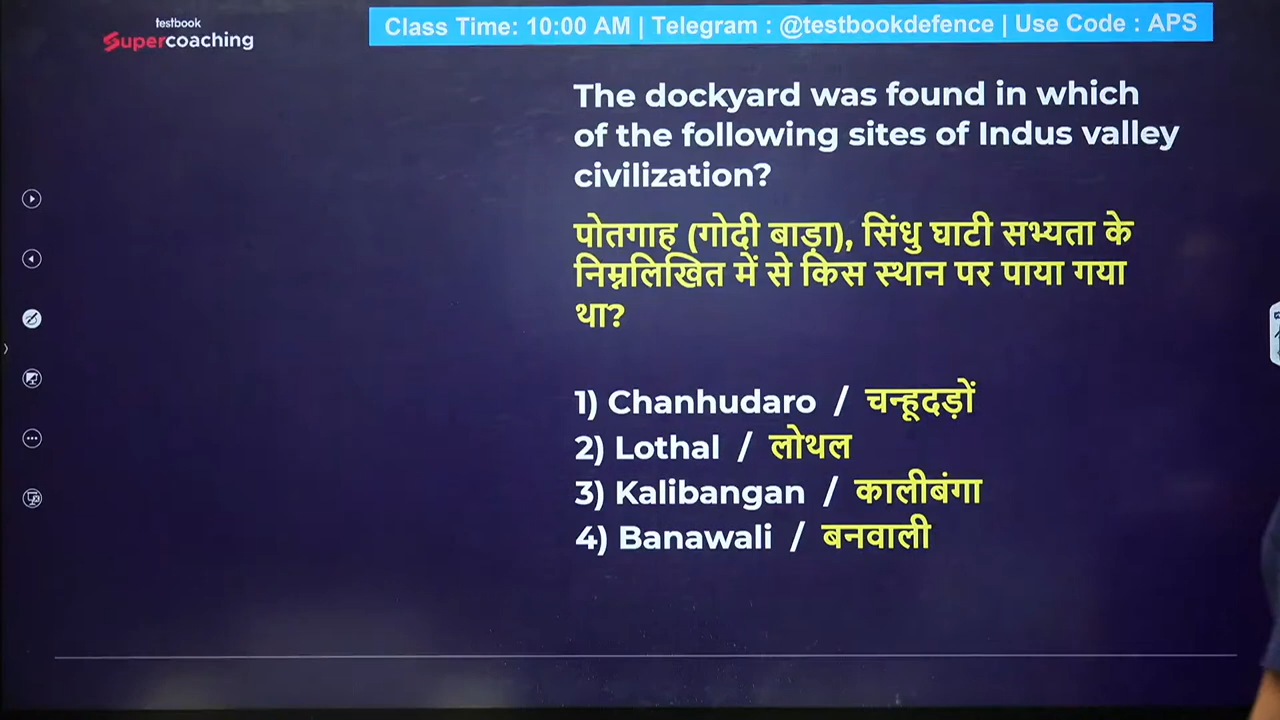 testbook
Supercoaching
Class Time: 10:00 AM | Telegram : @testbookdefence | Use Code : APS
The dockyard was found in which
of the following sites of Indus valley
civilization?
पोतगाह (गोदी बाड़ा), सिंधु घाटी सभ्यता के
निम्नलिखित में से किस स्थान पर पाया गया
था?
1) Chanhudaro / चन्हूदड़ों
2) Lothal / लोथल
3) Kalibangan / कालीबंगा
4) Banawali / बनवाली